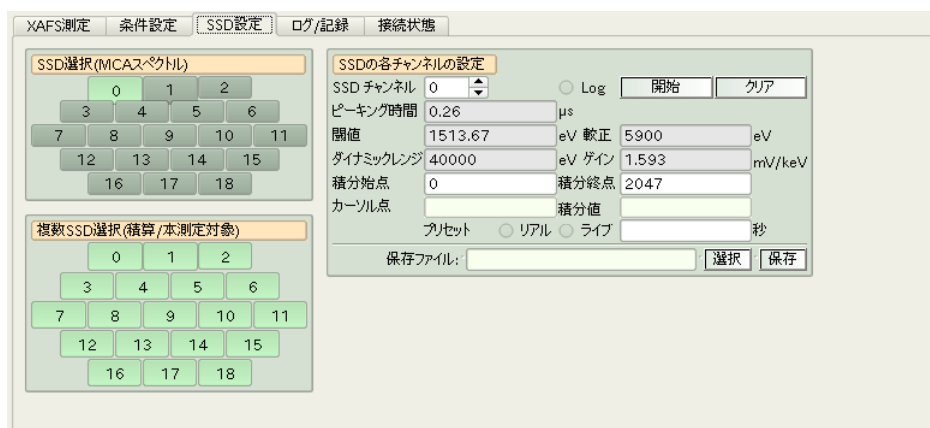 XAFS測定 条件設定 SSD設定 ログ/記録 接続状態
SSD選択(MCAスペクトル)
0 1 2
3 4 5 6
7 8 9 10 11
12 13 14 15
16 17 18
複数SSD選択(積算/本測定対象)
0 1 2
3 4 5 6
7 8 9 10 11
12 13 14 15
16 17 18
SSDの各チャンネルの設定
SSD チャンネル 0 Log 開始 クリア
ピーキング時間 0.26 μs
閾値 1513.67 eV 較正 5900 eV
ダイナミックレンジ 40000 eV ゲイン 1.593 mV/keV
積分始点 0 積分終点 2047
カーソル点 積分値
プリセット リアル ライブ 秒
保存ファイル: 選択 保存